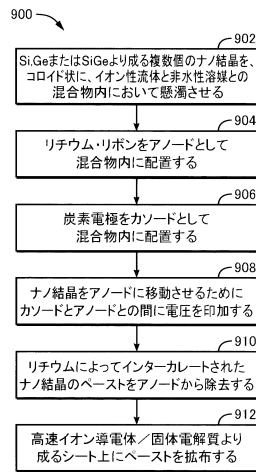 900
902
Si.GeまたはSiGeより成る複数個のナノ結晶を、
コロイド状に、イオン性流体と非水性溶媒との
混合物内において懸濁させる
904
リチウム・リボンをアノードとして
混合物内に配置する
906
炭素電極をカソードとして
混合物内に配置する
908
ナノ結晶をアノードに移動させるために
カソードとアノードとの間に電圧を印加する
910
リチウムによってインターカレートされた
ナノ結晶のペーストをアノードから除去する
912
高速イオン導電体／固体電解質より
成るシート上にペーストを拡布する